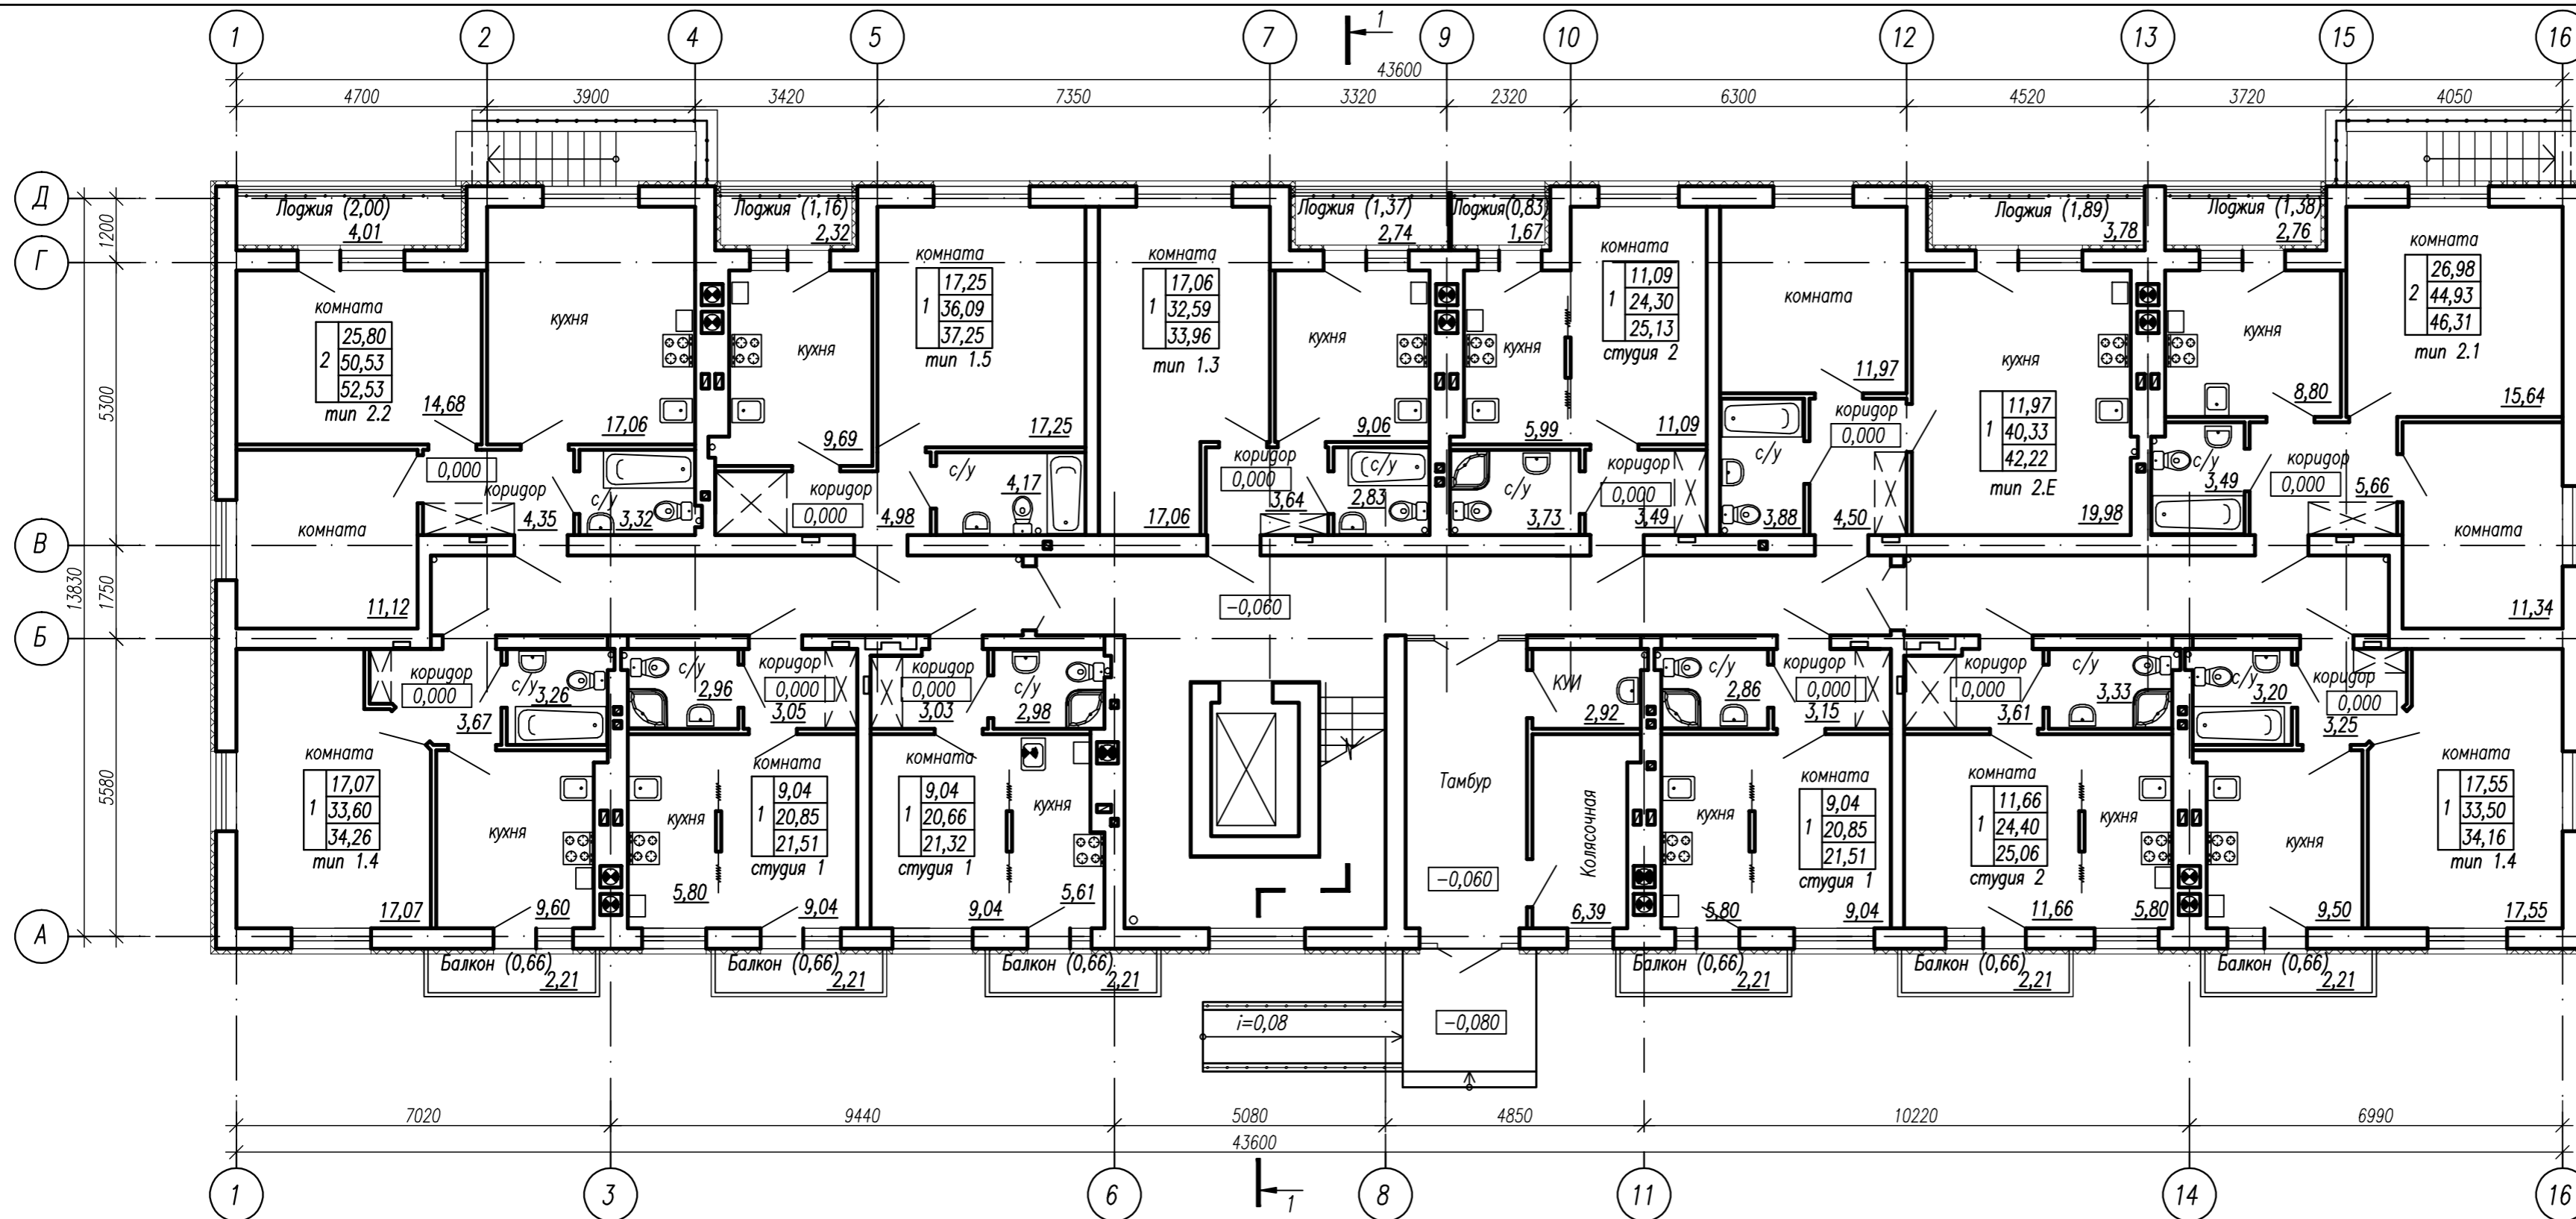 1 2 4 5 7 1 9 10 12 13 15 16
43600
4700 3900 3420 7350 3320 2320 6300 4520 3720 4050
Д
Г
В
Б
А
1200
5300
1750
5580
13830
Лоджия (2,00)
4,01
Лоджия (1,16)
2,32
Лоджия (1,37)
2,74
Лоджия(0,83)
1,67
Лоджия (1,89)
3,78
Лоджия (1,38)
2,76
комната
2 25,80
50,53
52,53
тип 2.2
14,68
кухня
17,06
0,000
коридор
4,35
с/у
3,32
комната
11,12
кухня
9,69
комната
1 17,25
36,09
37,25
тип 1.5
17,25
коридор
0,000
4,98
с/у
4,17
комната
1 17,06
32,59
33,96
тип 1.3
17,06
кухня
9,06
коридор
0,000
3,64
с/у
2,83
кухня
5,99
комната
1 11,09
24,30
25,13
студия 2
11,09
с/у
3,73
коридор
0,000
3,49
комната
11,97
с/у
3,88
коридор
0,000
4,50
кухня
1 11,97
40,33
42,22
тип 2.Е
19,98
кухня
8,80
с/у
3,49
коридор
0,000
5,66
комната
2 26,98
44,93
46,31
тип 2.1
15,64
комната
11,34
-0,060
коридор
0,000
3,67
с/у
3,26
комната
1 17,07
33,60
34,26
тип 1.4
17,07
кухня
9,60
с/у
2,96
коридор
0,000
3,05
кухня
5,80
комната
1 9,04
20,85
21,51
студия 1
9,04
коридор
0,000
3,03
с/у
2,98
комната
1 9,04
20,66
21,32
студия 1
9,04
кухня
5,61
Тамбур
-0,060
КУИ
2,92
Колясочная
6,39
с/у
2,86
коридор
0,000
3,15
кухня
5,80
комната
1 9,04
20,85
21,51
студия 1
9,04
коридор
0,000
3,61
с/у
3,33
комната
1 11,66
24,40
25,06
студия 2
11,66
кухня
5,80
с/у
3,20
коридор
0,000
3,25
кухня
9,50
комната
1 17,55
33,50
34,16
тип 1.4
17,55
Балкон (0,66)
2,21
Балкон (0,66)
2,21
Балкон (0,66)
2,21
Балкон (0,66)
2,21
Балкон (0,66)
2,21
Балкон (0,66)
2,21
i=0,08
-0,080
7020 9440 5080 4850 10220 6990
43600
1 3 6 1 8 11 14 16